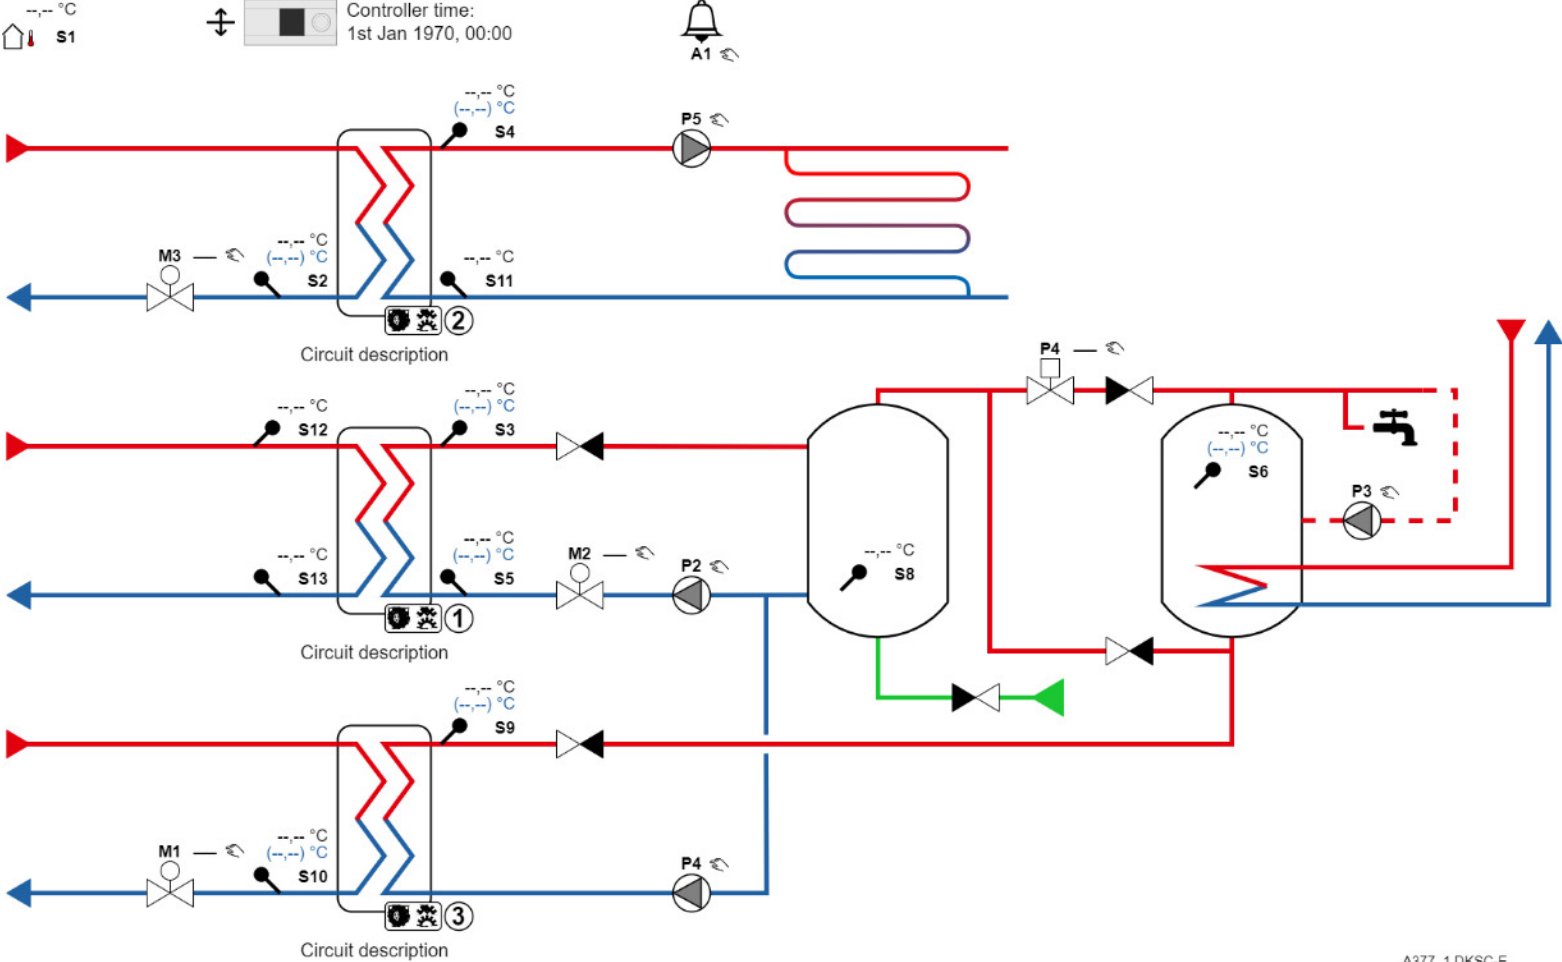 --,-- °C
S1
Controller time:
1st Jan 1970, 00:00
A1
--,-- °C
(--,--) °C
S4
P5
M3
--,-- °C
(--,--) °C
S2
--,-- °C
S11
2
Circuit description
P4
--,-- °C
S12
--,-- °C
(--,--) °C
S3
--,-- °C
(--,--) °C
S6
P3
--,-- °C
S13
--,-- °C
(--,--) °C
S5
M2
P2
--,-- °C
S8
1
Circuit description
--,-- °C
(--,--) °C
S9
M1
--,-- °C
(--,--) °C
S10
P4
3
Circuit description